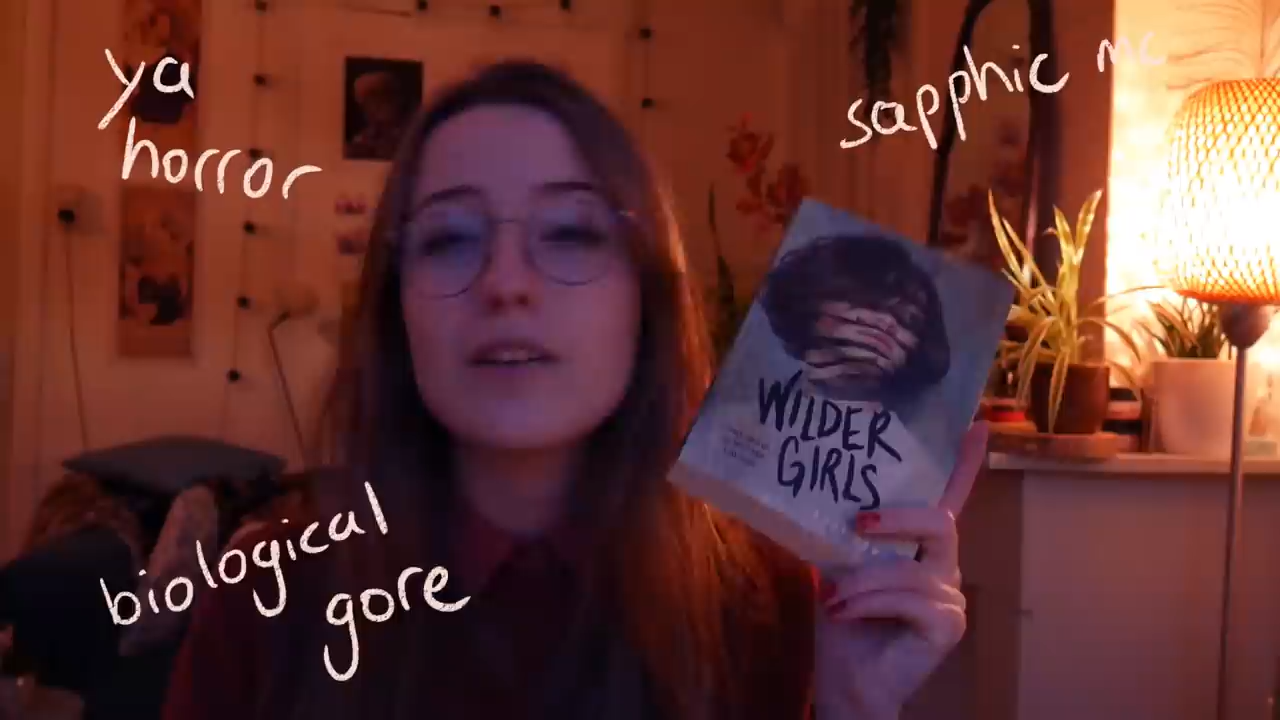 ya
horror
sapphic mc
WILDER
GIRLS
biological
gore